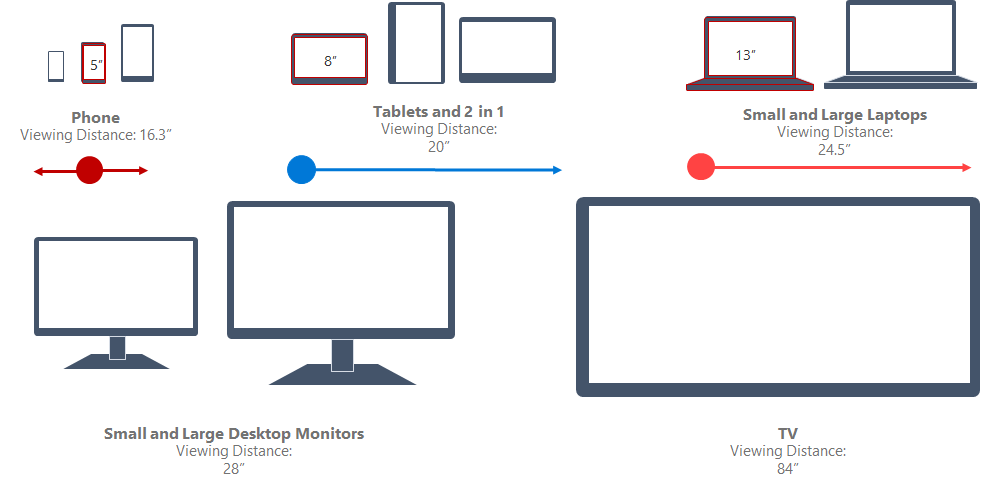 5”
8”
13”
Phone
Viewing Distance: 16.3”
Tablets and 2 in 1
Viewing Distance:
20”
Small and Large Laptops
Viewing Distance:
24.5”
Small and Large Desktop Monitors
Viewing Distance:
28”
TV
Viewing Distance:
84”